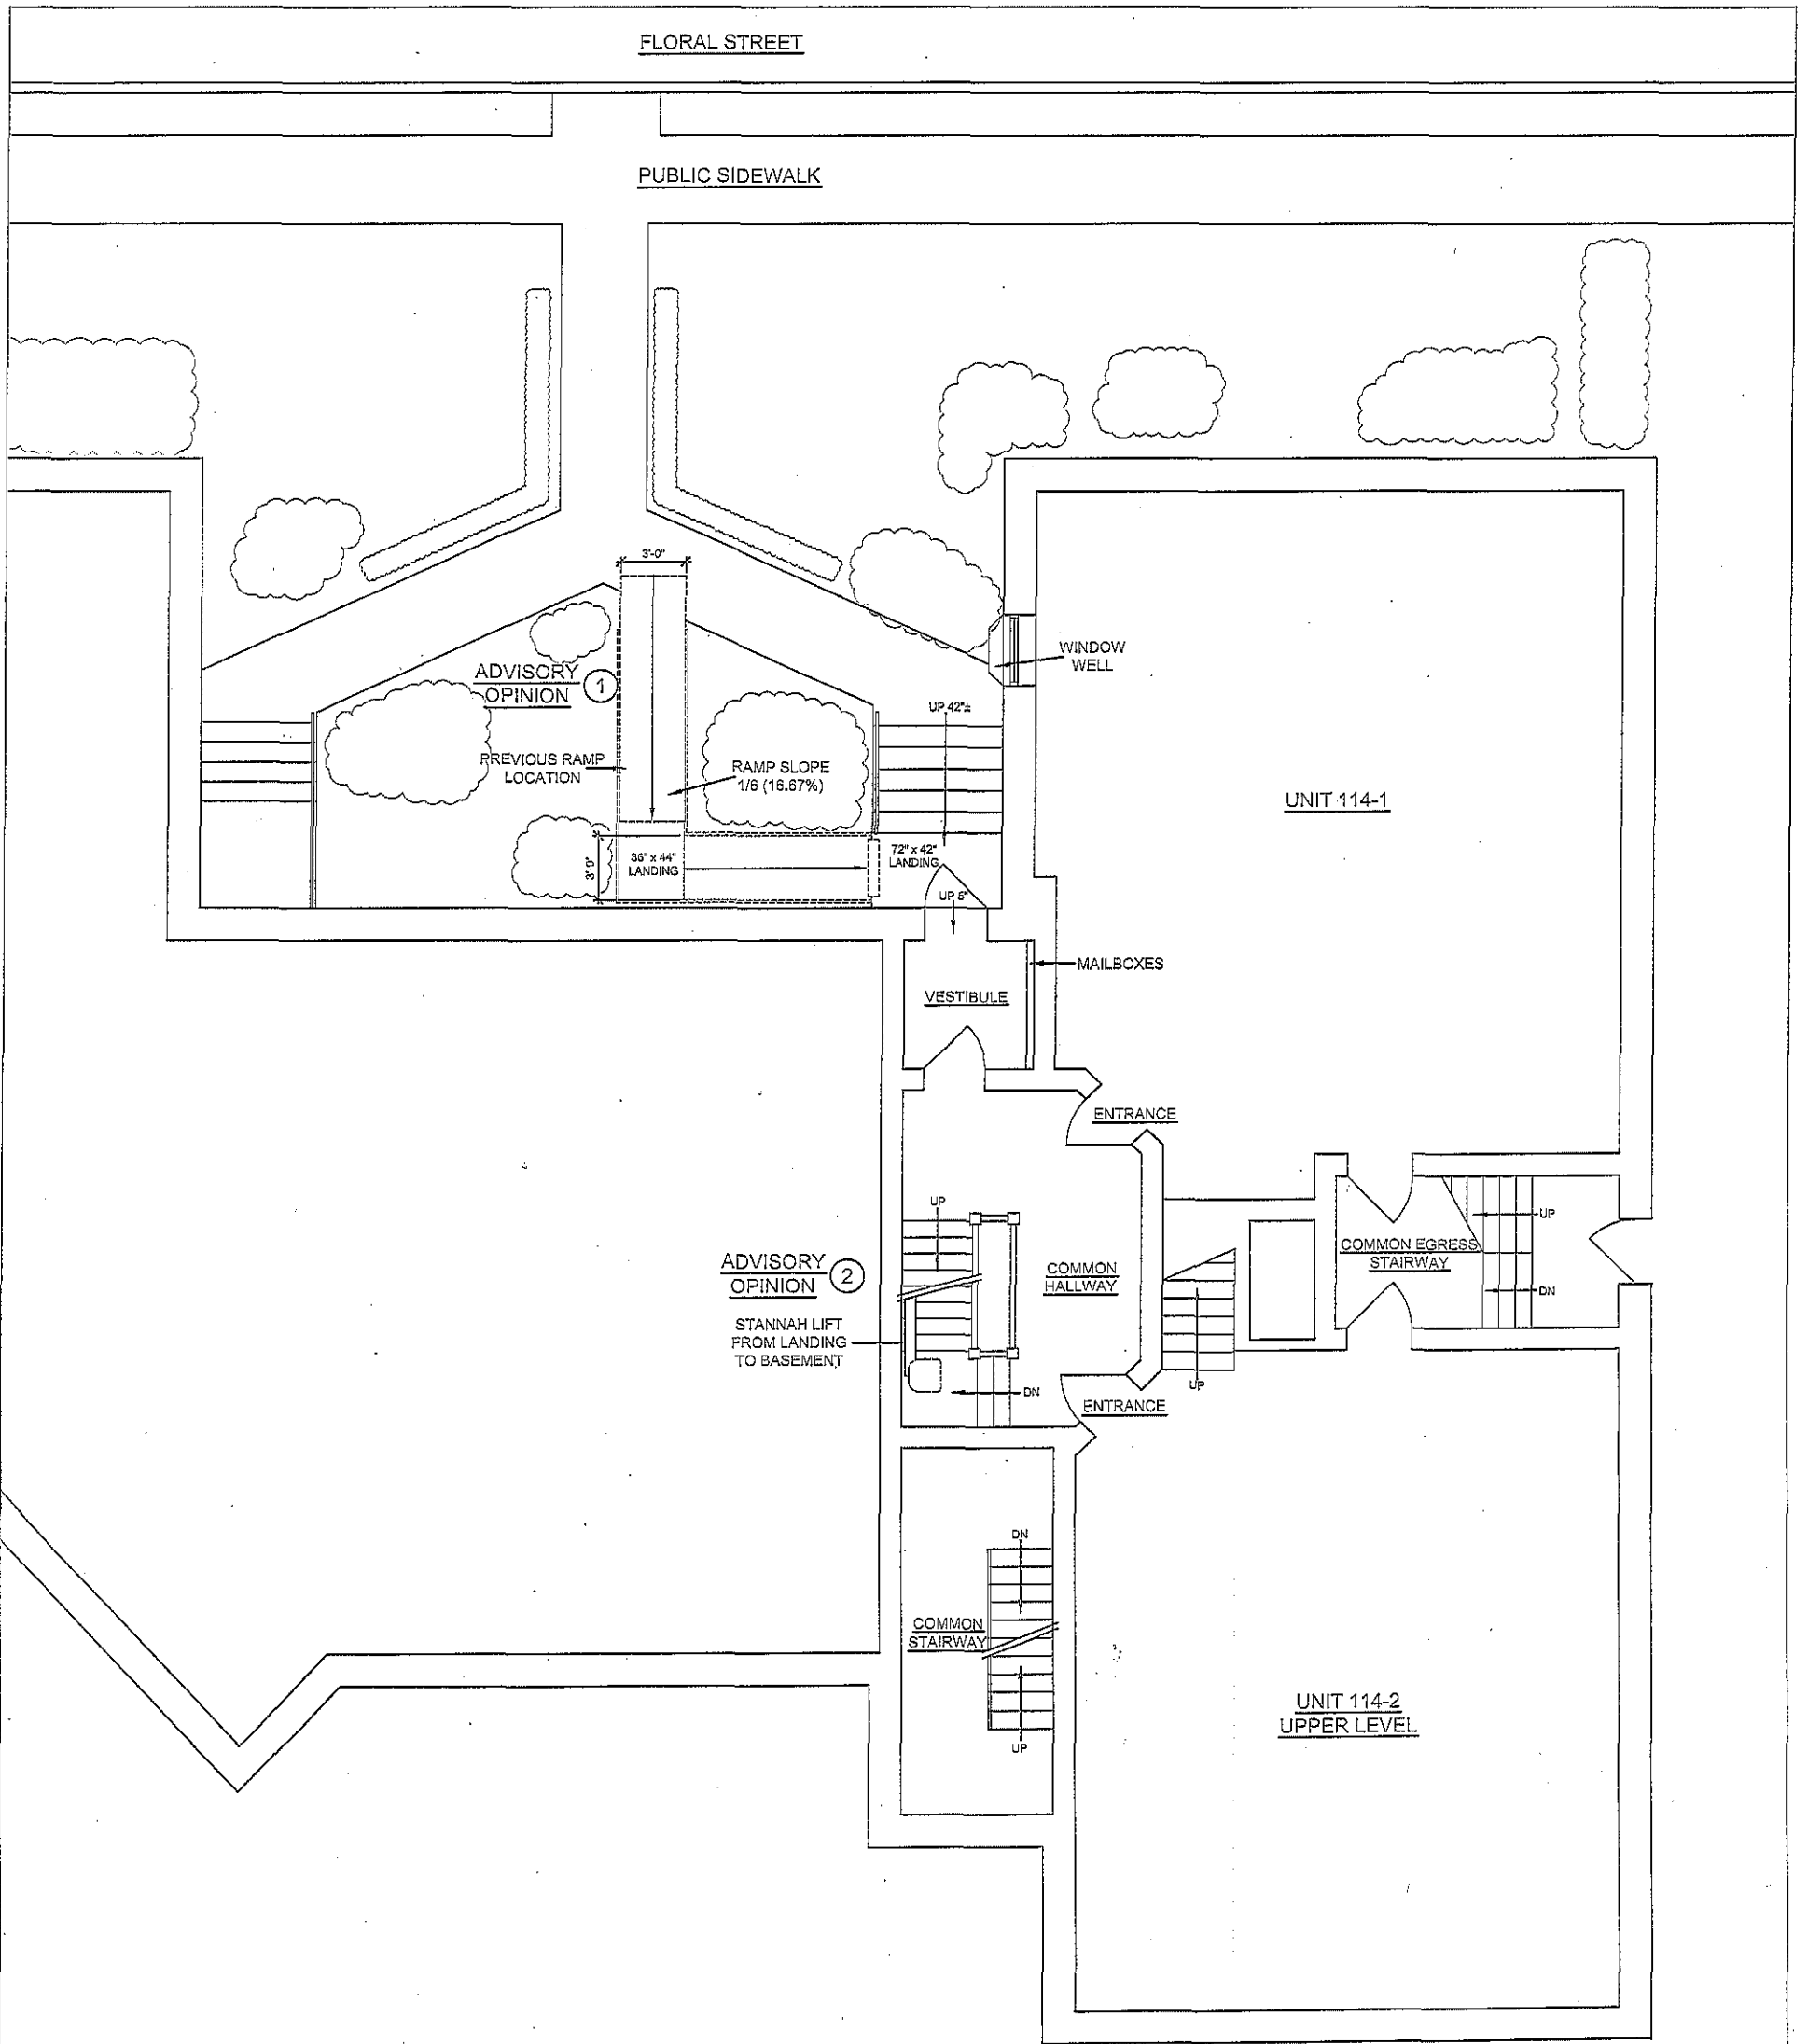 FLORAL STREET
PUBLIC SIDEWALK
3'-0"
WINDOW
WELL
ADVISORY
OPINION
1
UP 42"±
PREVIOUS RAMP
LOCATION
RAMP SLOPE
1/6 (16.67%)
UNIT 114-1
3'-0"
36" x 44"
LANDING
72" x 42"
LANDING
UP 5"
MAILBOXES
VESTIBULE
ENTRANCE
UP
UP
COMMON EGRESS
STAIRWAY
DN
ADVISORY
OPINION
2
COMMON
HALLWAY
STANNAH LIFT
FROM LANDING
TO BASEMENT
DN
UP
ENTRANCE
DN
COMMON
STAIRWAY
UP
UNIT 114-2
UPPER LEVEL